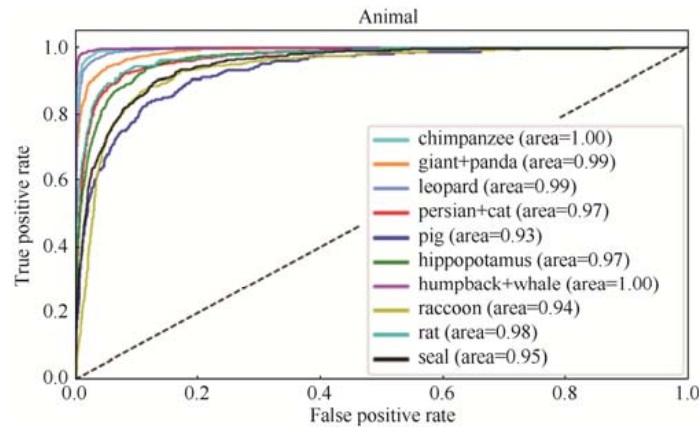 Animal
1.0
0.8
0.6
0.4
0.2
0.0
True positive rate
chimpanzee (area=1.00)
giant+panda (area=0.99)
leopard (area=0.99)
persian+cat (area=0.97)
pig (area=0.93)
hippopotamus (area=0.97)
humpback+whale (area=1.00)
raccoon (area=0.94)
rat (area=0.98)
seal (area=0.95)
0.0 0.2 0.4 0.6 0.8 1.0
False positive rate